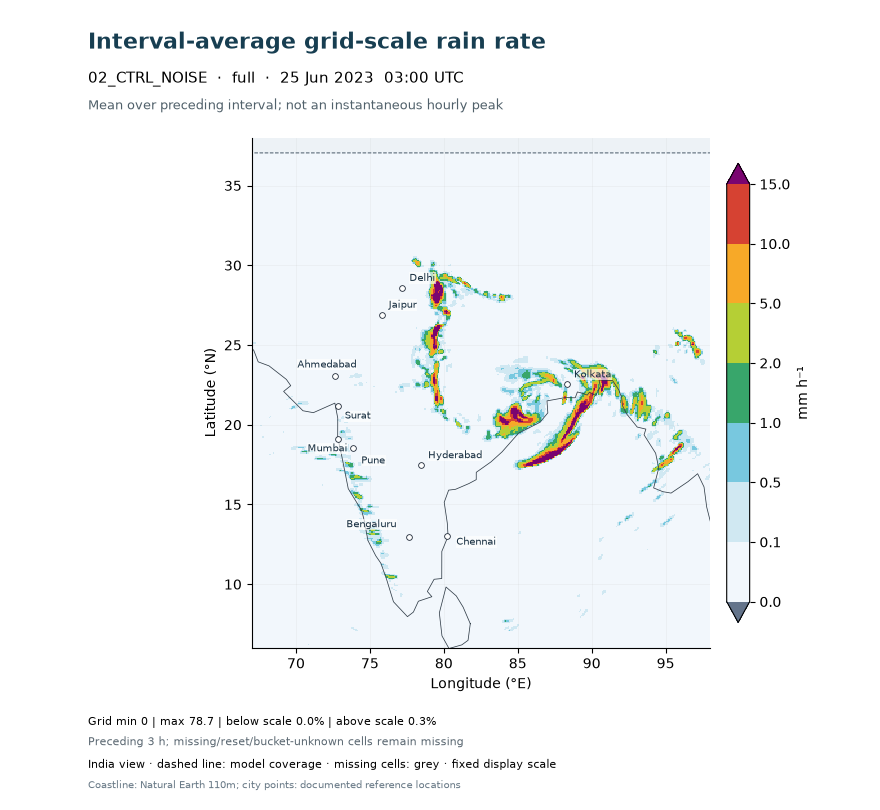 Interval-average grid-scale rain rate
02_CTRL_NOISE · full · 25 Jun 2023 03:00 UTC
Mean over preceding interval; not an instantaneous hourly peak
35
30
25
20
15
10
Latitude (°N)
70
75
80
85
90
95
Longitude (°E)
Delhi
Jaipur
Ahmedabad
Kolkata
Surat
Mumbai
Pune
Hyderabad
Bengaluru
Chennai
15.0
10.0
5.0
2.0
1.0
0.5
0.1
0.0
mm h⁻¹
Grid min 0 | max 78.7 | below scale 0.0% | above scale 0.3%
Preceding 3 h; missing/reset/bucket-unknown cells remain missing
India view · dashed line: model coverage · missing cells: grey · fixed display scale
Coastline: Natural Earth 110m; city points: documented reference locations